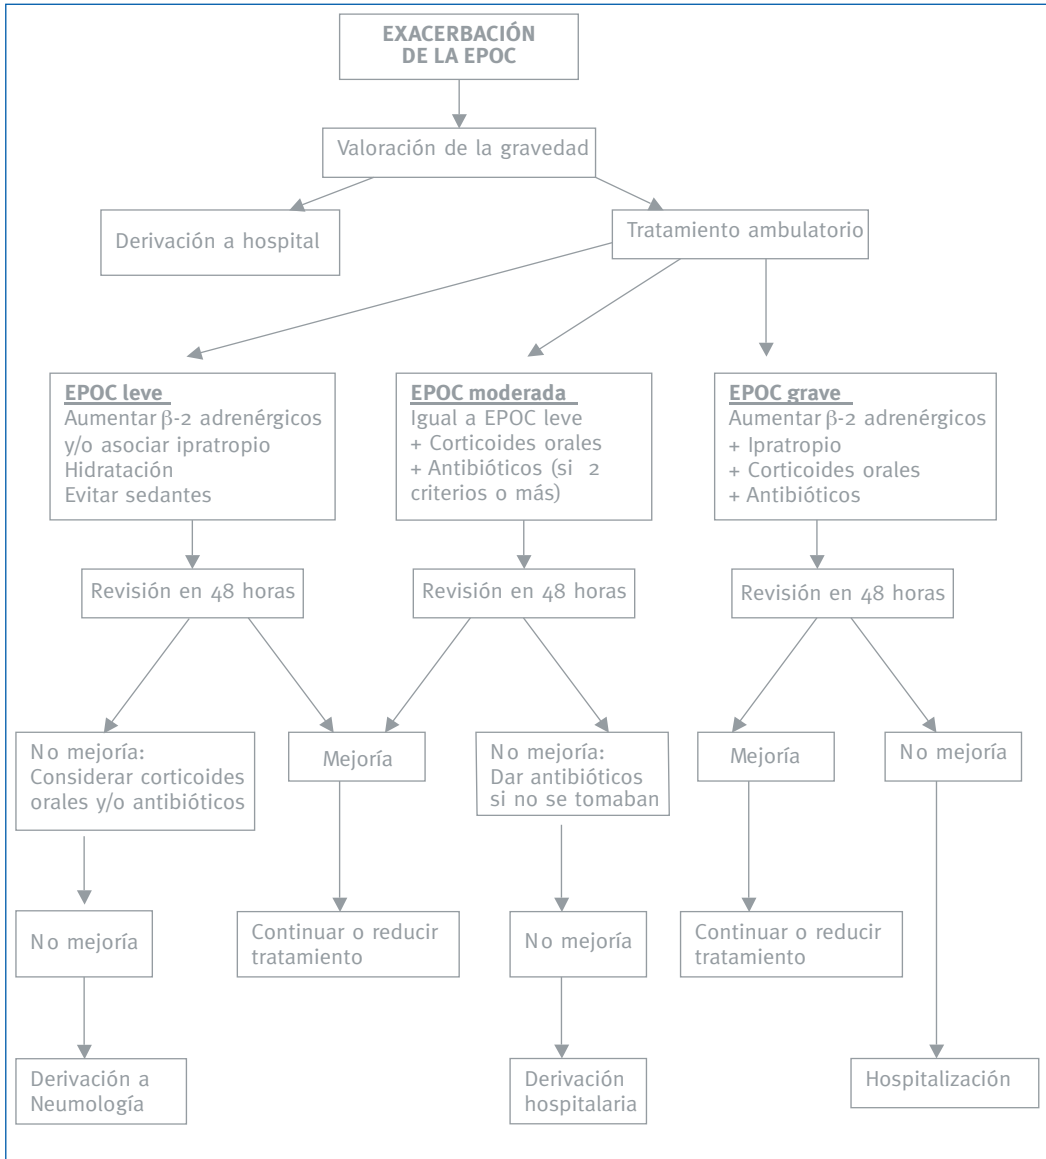 EXACERBACIÓN
DE LA EPOC
Valoración de la gravedad
Derivación a hospital
Tratamiento ambulatorio
EPOC leve
Aumentar β-2 adrenérgicos
y/o asociar ipratropio
Hidratación
Evitar sedantes
EPOC moderada
Igual a EPOC leve
+ Corticoides orales
+ Antibióticos (si 2
criterios o más)
EPOC grave
Aumentar β-2 adrenérgicos
+ Ipratropio
+ Corticoides orales
+ Antibióticos
Revisión en 48 horas
Revisión en 48 horas
Revisión en 48 horas
No mejoría:
Considerar corticoides
orales y/o antibióticos
Mejoría
No mejoría:
Dar antibióticos
si no se tomaban
Mejoría
No mejoría
No mejoría
Continuar o reducir
tratamiento
No mejoría
Continuar o reducir
tratamiento
Derivación a
Neumología
Derivación
hospitalaria
Hospitalización